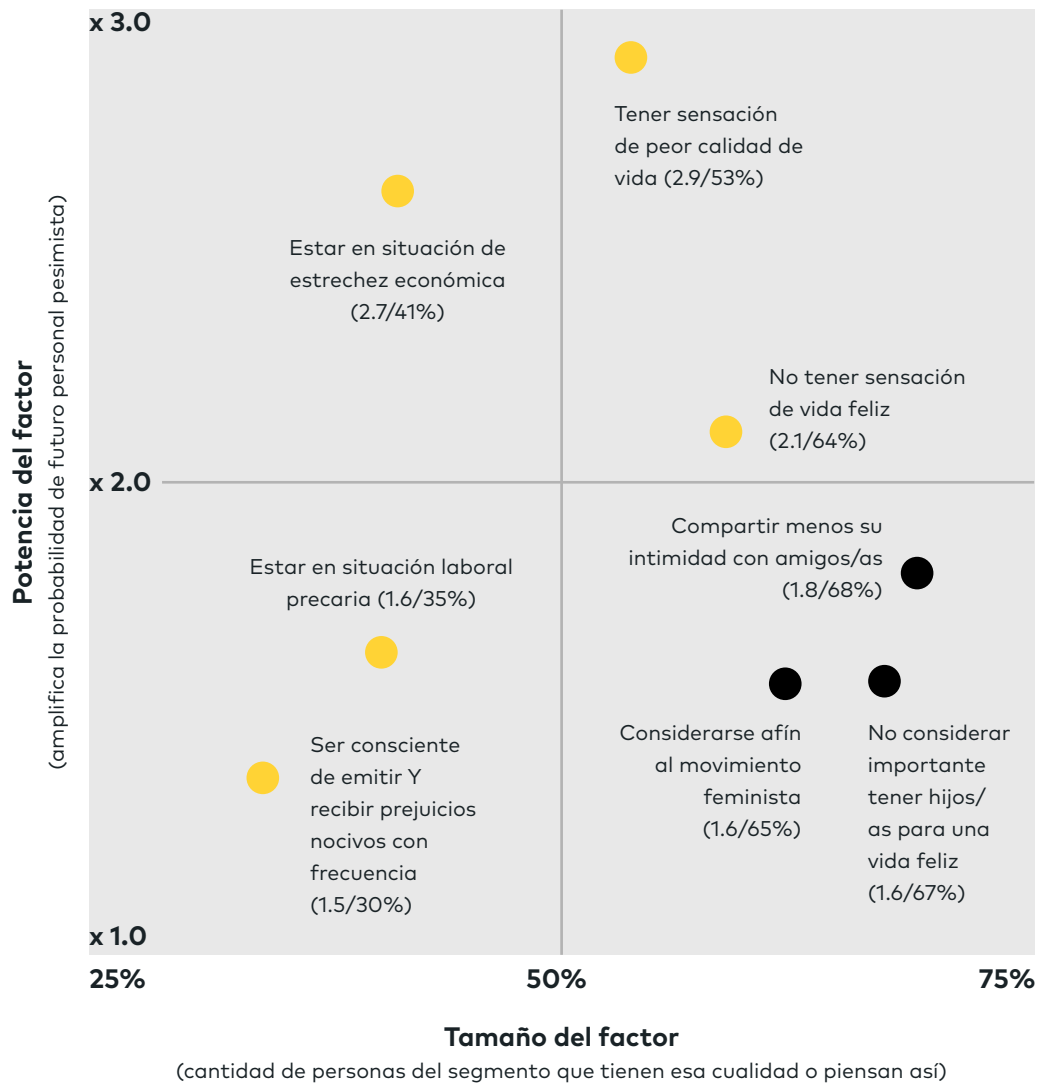 x 3.0
Tener sensación
de peor calidad de
vida (2.9/53%)
Estar en situación de
estrechez económica
(2.7/41%)
No tener sensación
de vida feliz
(2.1/64%)
Potencia del factor
(amplifica la probabilidad de futuro personal pesimista)
x 2.0
Compartir menos su
intimidad con amigos/as
(1.8/68%)
Estar en situación laboral
precaria (1.6/35%)
Ser consciente
de emitir Y
recibir prejuicios
nocivos con
frecuencia
(1.5/30%)
Considerarse afín
al movimiento
feminista
(1.6/65%)
No considerar
importante
tener hijos/
as para una
vida feliz
(1.6/67%)
x 1.0
25%
50%
75%
Tamaño del factor
(cantidad de personas del segmento que tienen esa cualidad o piensan así)